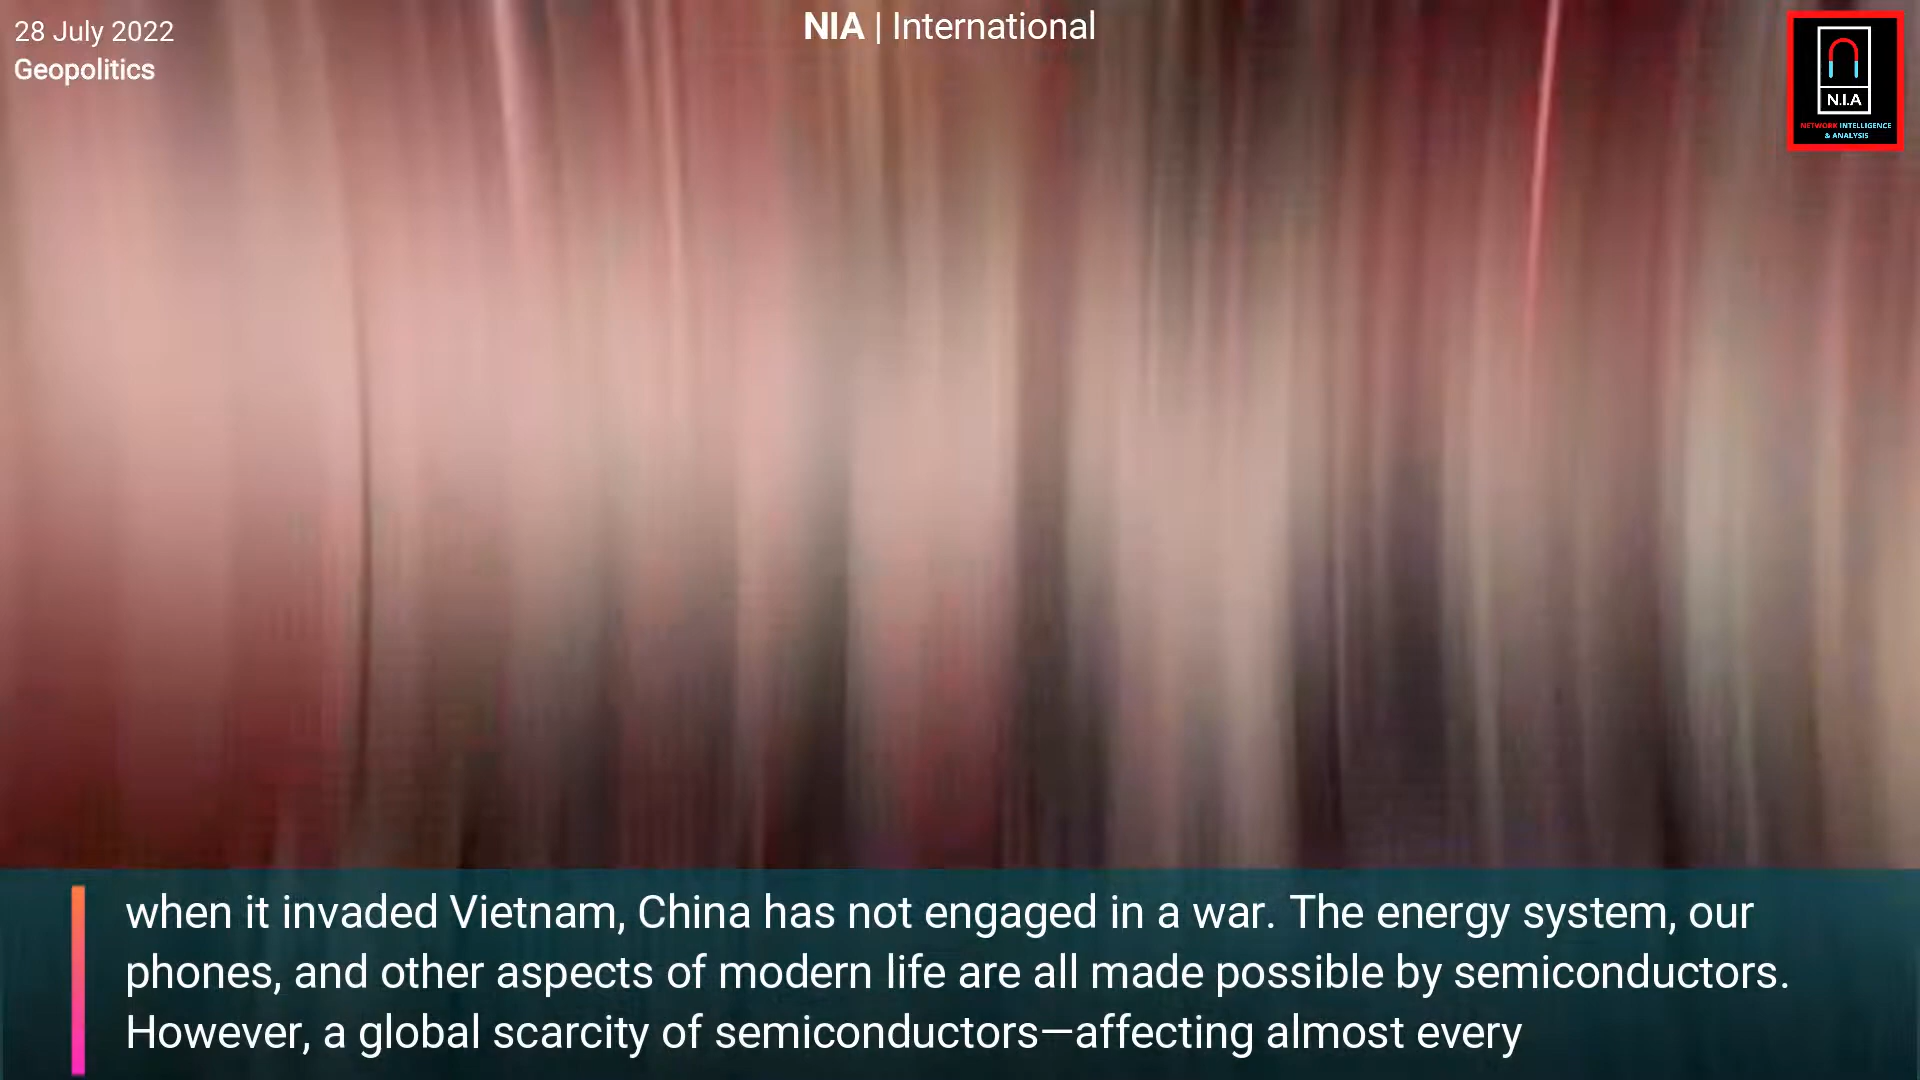 28 July 2022
Geopolitics
NIA | International
N.I.A
NETWORK INTELLIGENCE
& ANALYSIS
when it invaded Vietnam, China has not engaged in a war. The energy system, our
phones, and other aspects of modern life are all made possible by semiconductors.
However, a global scarcity of semiconductors—affecting almost every